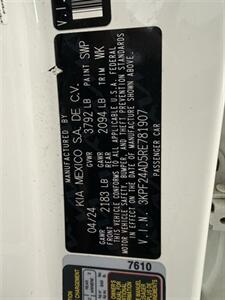 MANUFACTURED BY
KIA MEXICO S.A. DE C.V.
04/24 GVWR 3792 LB PAINT SWP
GAWR FRONT 2183 LB GAWR REAR 2094 LB TRIM WK
THIS VEHICLE CONFORMS TO ALL APPLICABLE U.S.A. FEDERAL
MOTOR VEHICLE SAFETY, BUMPER, AND THEFT PREVENTION STANDARDS
IN EFFECT ON THE DATE OF MANUFACTURE SHOWN ABOVE.
V.I.N. 3KPF24AD5RE781907
PASSENGER CAR
V.I.N.
7610